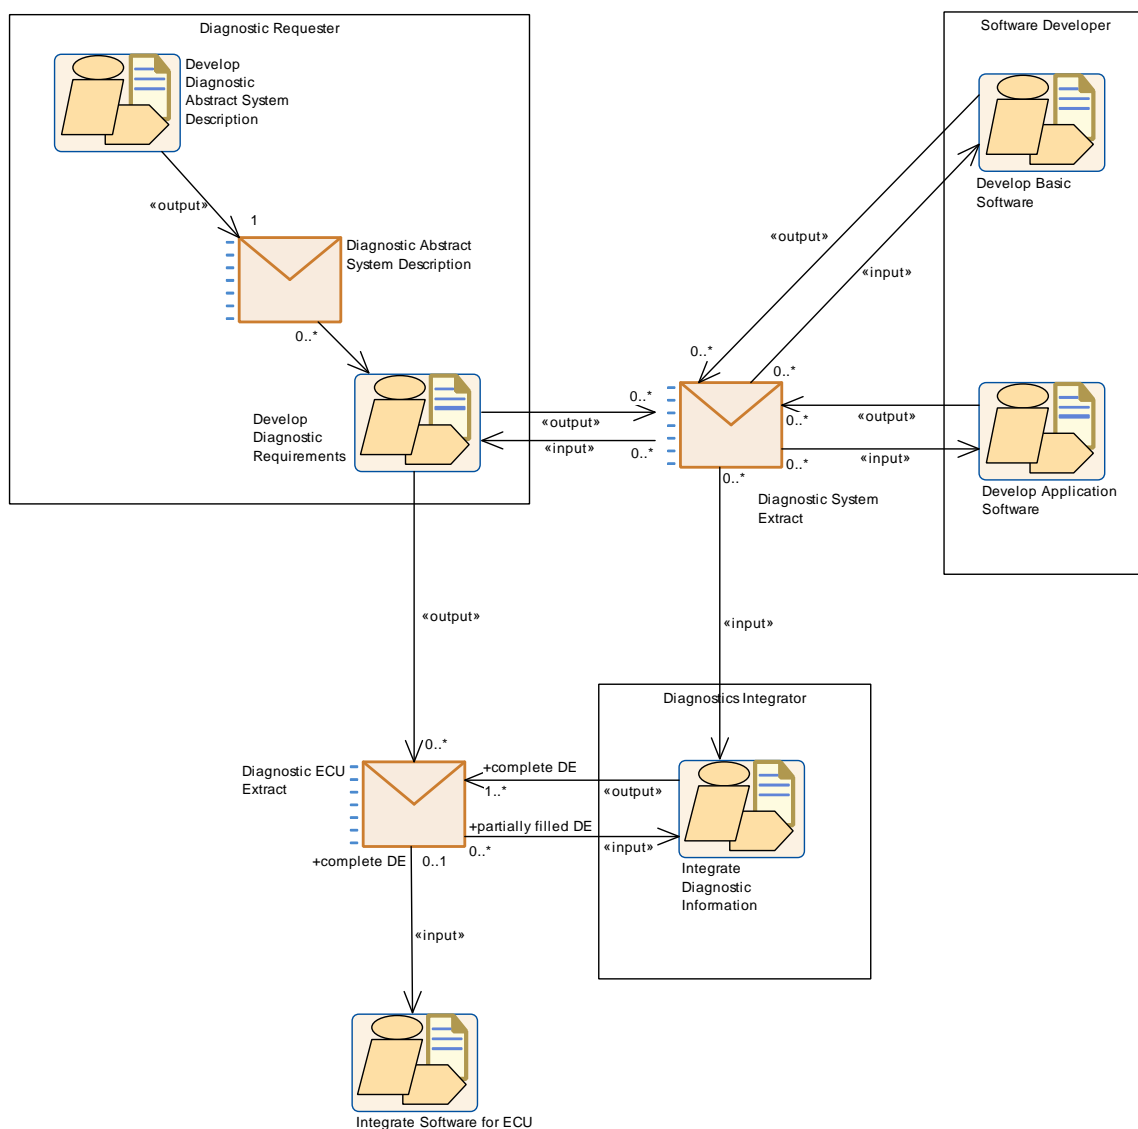 Diagnostic Requester
Software Developer
Develop
Diagnostic
Abstract System
Description
«output»
1
Diagnostic Abstract
System Description
0..*
Develop
Diagnostic
Requirements
Develop Basic
Software
«output»
«input»
0..*
0..*
0..*
«output»
«input»
0..*
«output»
0..*
«input»
0..*
0..*
Diagnostic System
Extract
Develop Application
Software
«output»
«input»
Diagnostics Integrator
0..*
Diagnostic ECU
Extract
+complete DE
1..*
«output»
+partially filled DE
0..*
«input»
+complete DE
0..1
Integrate
Diagnostic
Information
«input»
Integrate Software for ECU